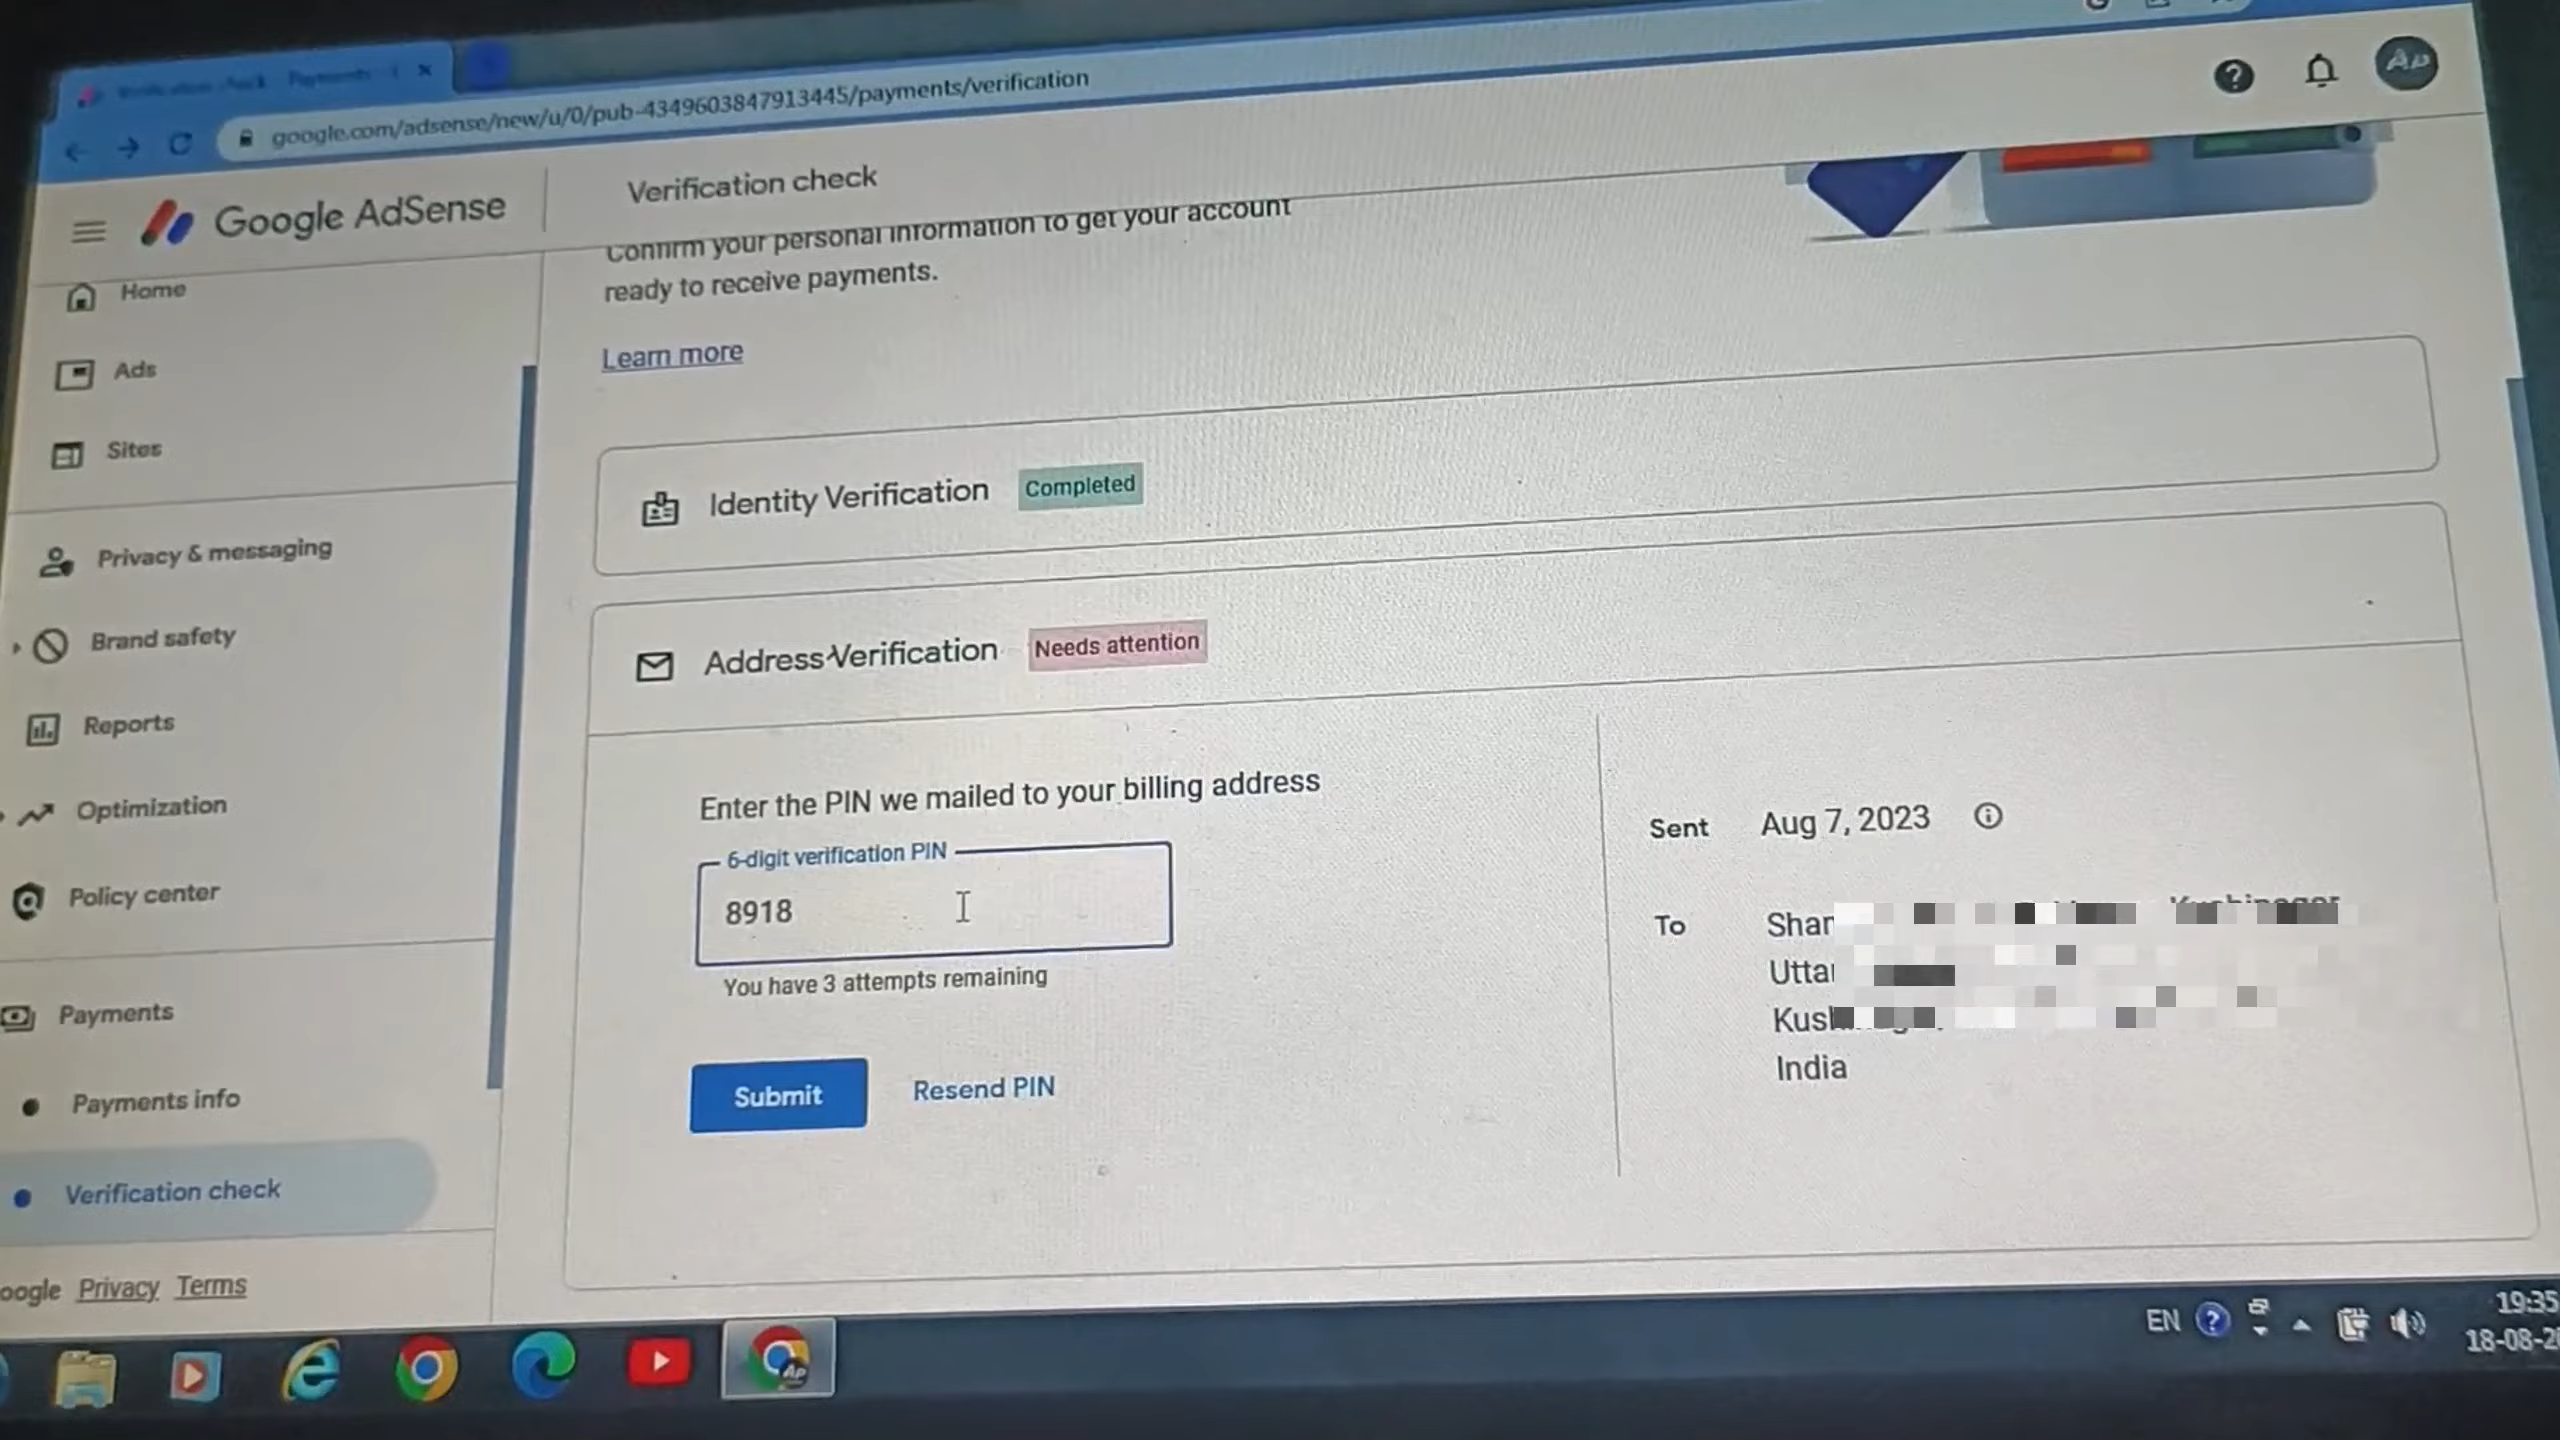 google.com/adsense/new/u/0/pub-4349603847913445/payments/verification
Google AdSense
Verification check
Confirm your personal information to get your account
ready to receive payments.
Learn more
Home
Ads
Sites
Privacy & messaging
Brand safety
Reports
Optimization
Policy center
Payments
Payments info
Verification check
Privacy Terms
Identity Verification Completed
Address Verification Needs attention
Enter the PIN we mailed to your billing address
6-digit verification PIN
8918
You have 3 attempts remaining
Submit Resend PIN
Sent Aug 7, 2023
To
India
EN
19:35
Ap